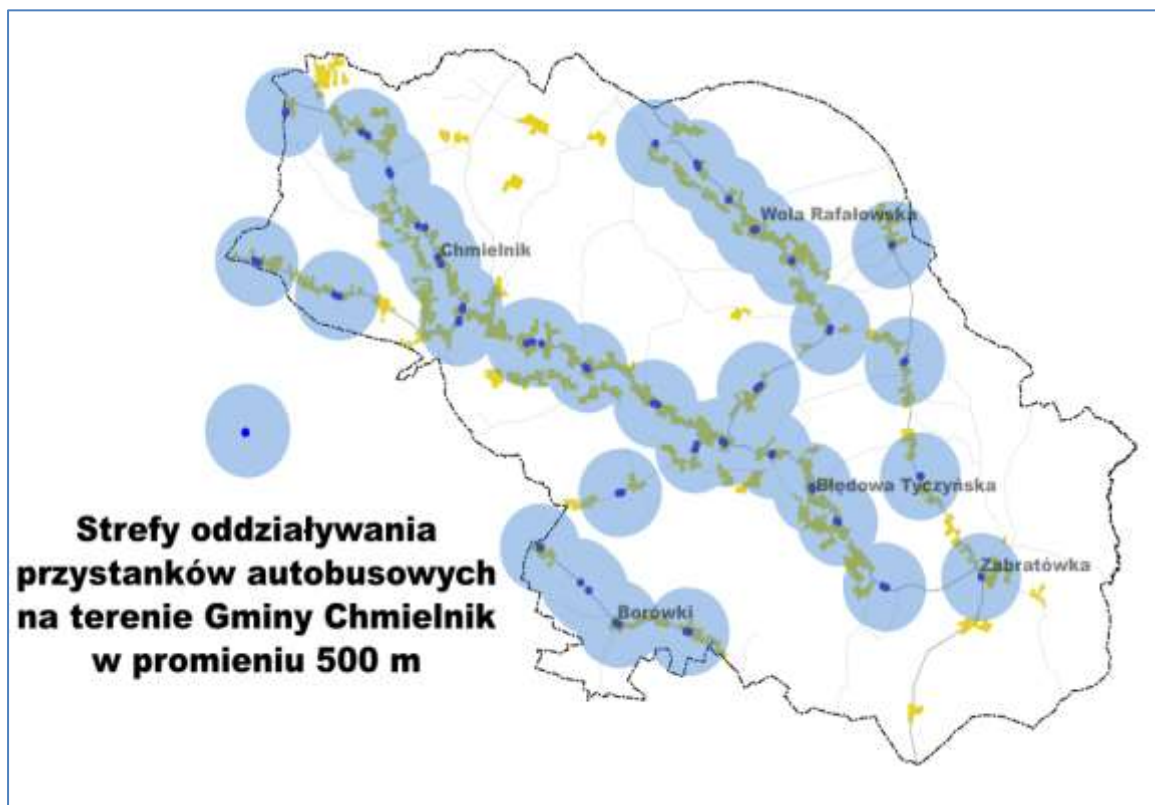 Wola Rafałowska
Chmielnik
Błędowa Tyczyńska
Zabratówka
Borówki
Strefy oddziaływania
przystanków autobusowych
na terenie Gminy Chmielnik
w promieniu 500 m